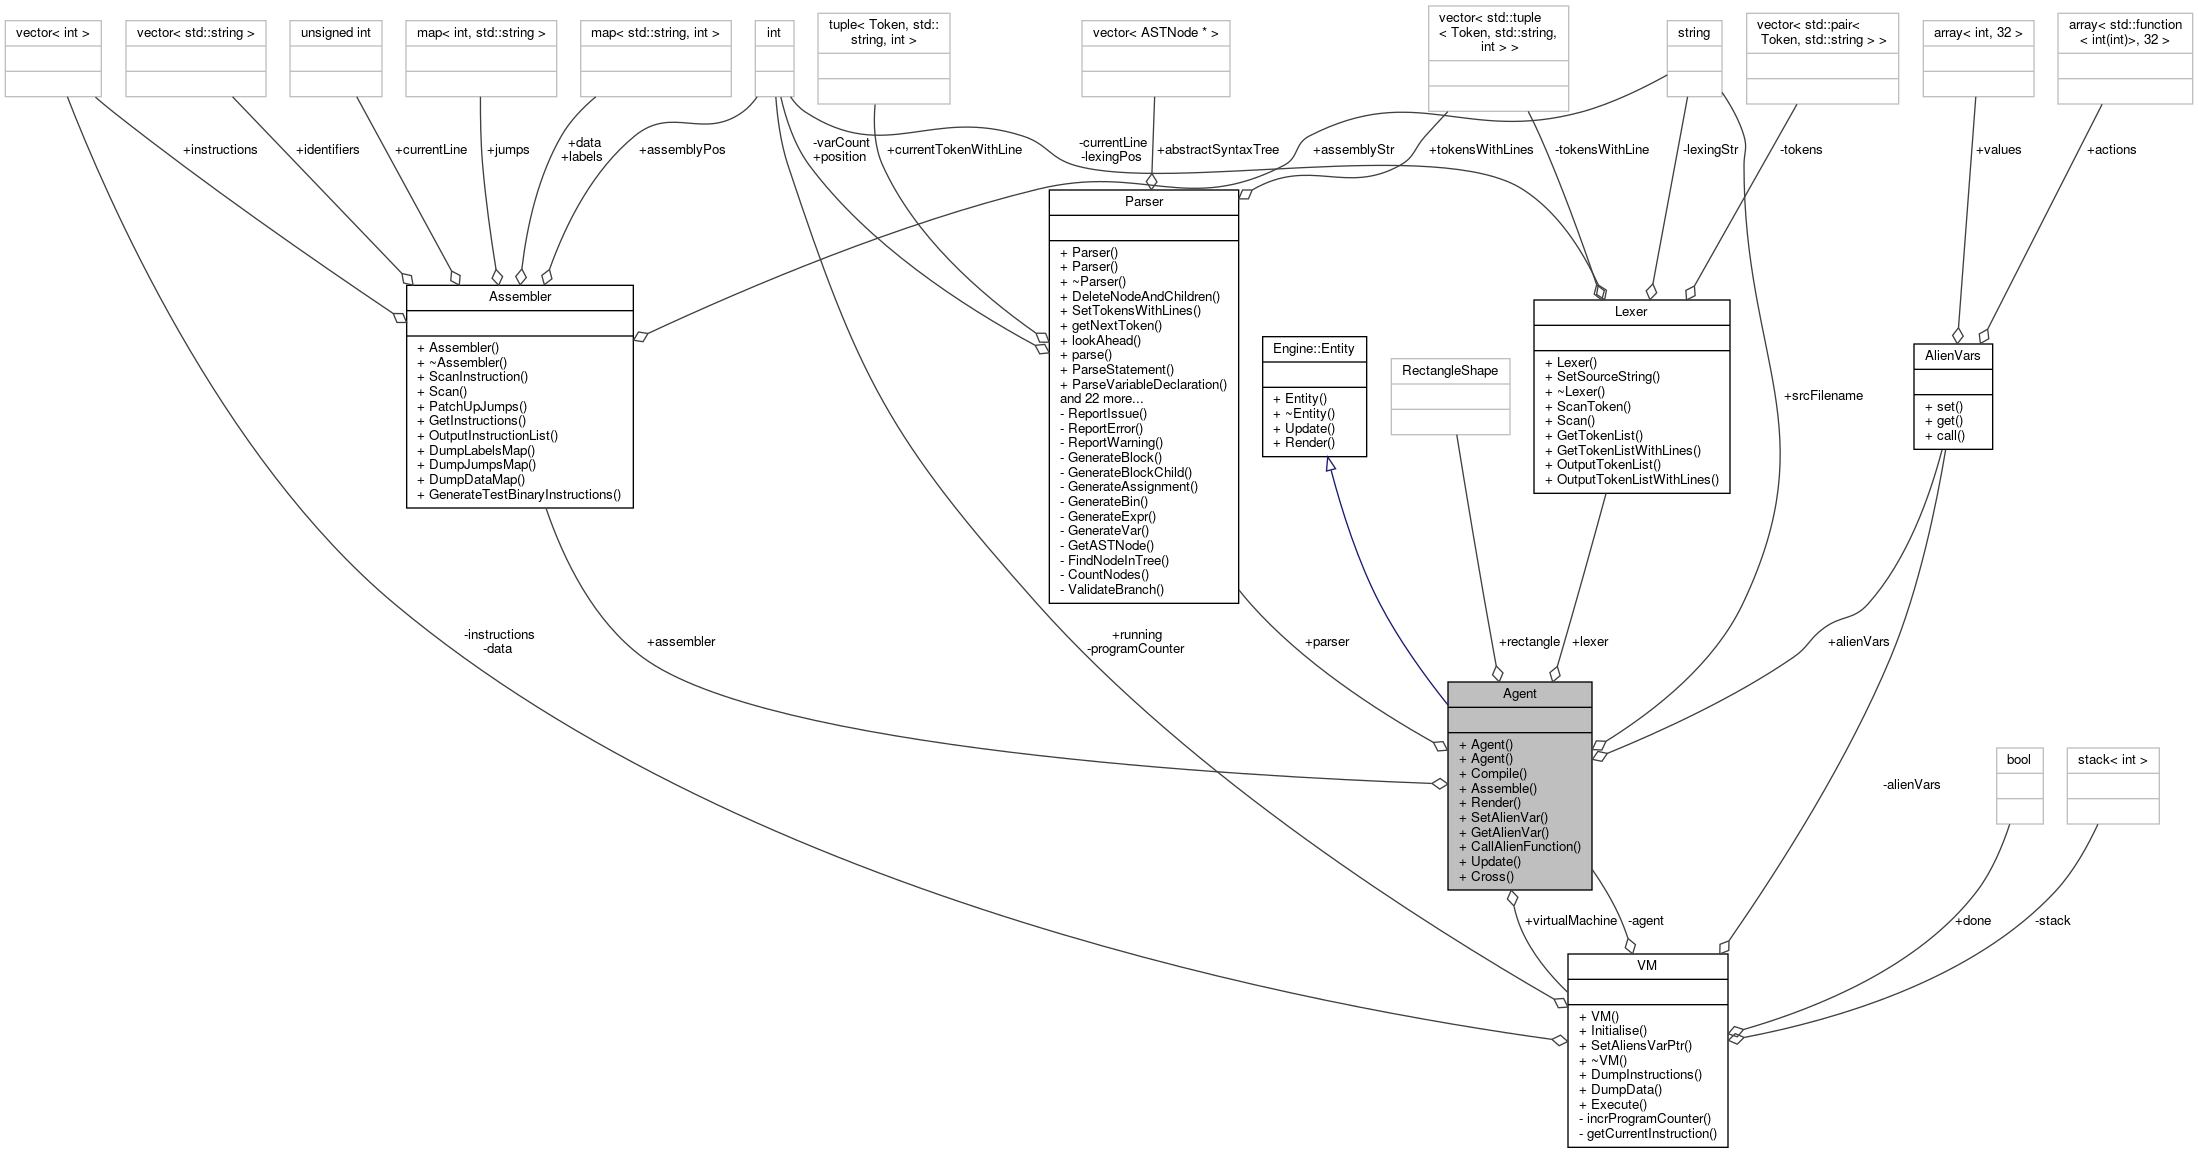 vector< int >
vector< std::string >
unsigned int
map< int, std::string >
map< std::string, int >
int
tuple< Token, std::
string, int >
vector< ASTNode * >
vector< std::tuple
< Token, std::string,
int > >
string
vector< std::pair<
Token, std::string > >
array< int, 32 >
array< std::function
< int(int)>, 32 >
+instructions
+identifiers
+currentLine
+jumps
+data
+labels
+assemblyPos
-varCount
+position
+currentTokenWithLine
-currentLine
-lexingPos
+abstractSyntaxTree
+assemblyStr
+tokensWithLines
-tokensWithLine
-lexingStr
-tokens
+values
+actions
Assembler
+ Assembler()
+ ~Assembler()
+ ScanInstruction()
+ Scan()
+ PatchUpJumps()
+ GetInstructions()
+ OutputInstructionList()
+ DumpLabelsMap()
+ DumpJumpsMap()
+ DumpDataMap()
+ GenerateTestBinaryInstructions()
Parser
+ Parser()
+ Parser()
+ ~Parser()
+ DeleteNodeAndChildren()
+ SetTokensWithLines()
+ getNextToken()
+ lookAhead()
+ parse()
+ ParseStatement()
+ ParseVariableDeclaration()
and 22 more...
- ReportIssue()
- ReportError()
- ReportWarning()
- GenerateBlock()
- GenerateBlockChild()
- GenerateAssignment()
- GenerateBin()
- GenerateExpr()
- GenerateVar()
- GetASTNode()
- FindNodeInTree()
- CountNodes()
- ValidateBranch()
Engine::Entity
+ Entity()
+ ~Entity()
+ Update()
+ Render()
RectangleShape
Lexer
+ Lexer()
+ SetSourceString()
+ ~Lexer()
+ ScanToken()
+ Scan()
+ GetTokenList()
+ GetTokenListWithLines()
+ OutputTokenList()
+ OutputTokenListWithLines()
+srcFilename
AlienVars
+ set()
+ get()
+ call()
-instructions
-data
+assembler
+running
-programCounter
+parser
+rectangle
+lexer
+alienVars
Agent
+ Agent()
+ Agent()
+ Compile()
+ Assemble()
+ Render()
+ SetAlienVar()
+ GetAlienVar()
+ CallAlienFunction()
+ Update()
+ Cross()
-alienVars
bool
stack< int >
+virtualMachine
-agent
+done
-stack
VM
+ VM()
+ Initialise()
+ SetAliensVarPtr()
+ ~VM()
+ DumpInstructions()
+ DumpData()
+ Execute()
- incrProgramCounter()
- getCurrentInstruction()